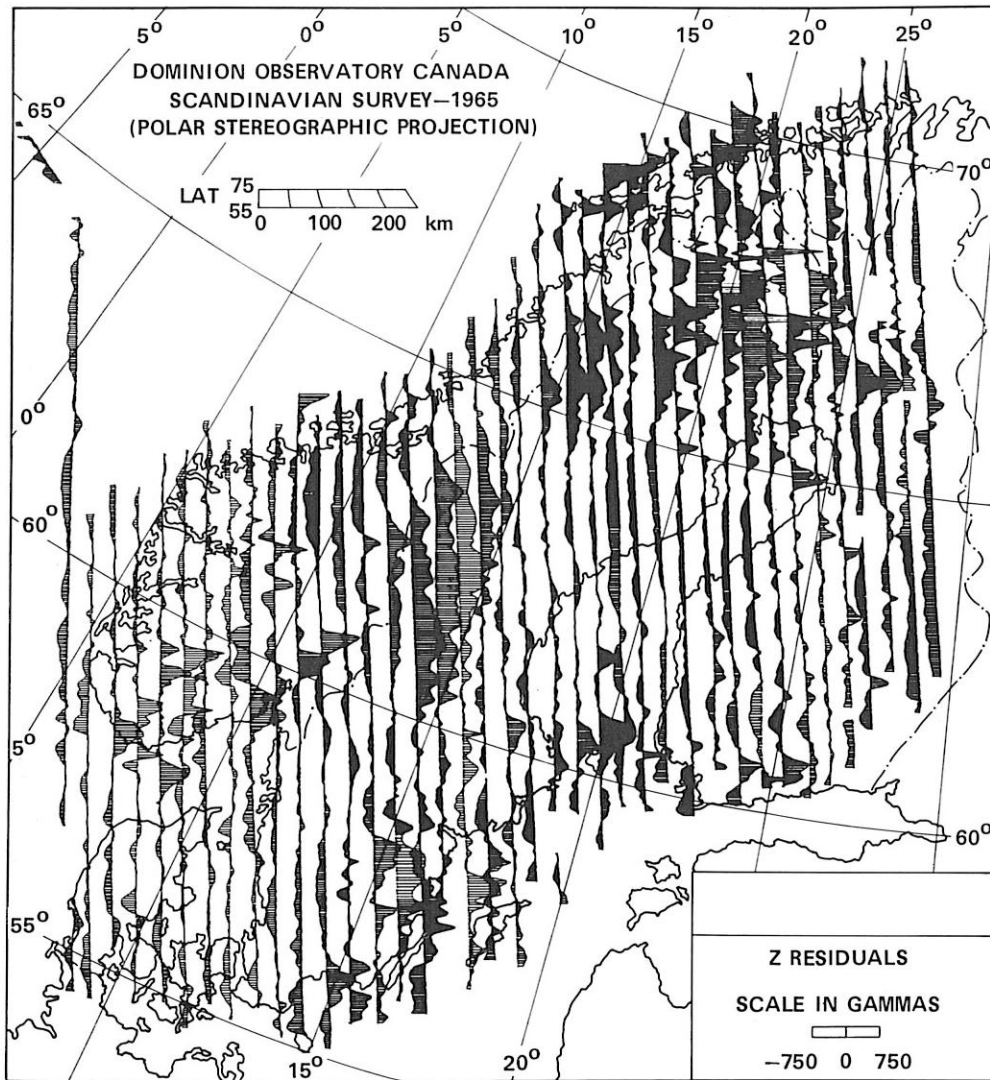 5° 0° 5° 10° 15° 20° 25°
DOMINION OBSERVATORY CANADA
SCANDINAVIAN SURVEY—1965
(POLAR STEREOGRAPHIC PROJECTION)
65°
70°
LAT 75
55
0 100 200 km
0°
60°
5°
60°
55°
15°
20°
Z RESIDUALS
SCALE IN GAMMAS
−750 0 750